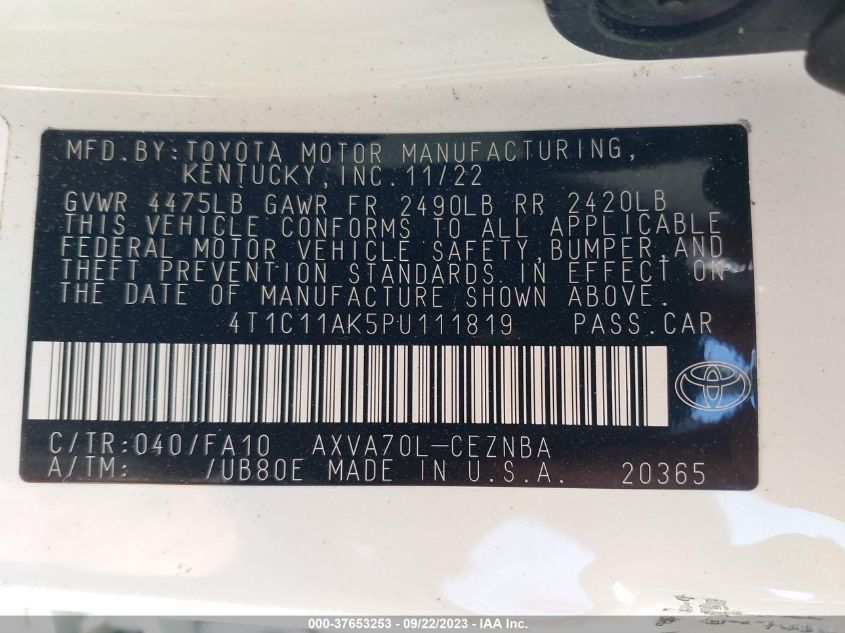 MFD.BY:TOYOTA MOTOR MANUFACTURING,
KENTUCKY,INC.11/22
GVWR 4475LB GAWR FR 2490LB RR 2420LB
THIS VEHICLE CONFORMS TO ALL APPLICABLE
FEDERAL MOTOR VEHICLE SAFETY,BUMPER,AND
THEFT PREVENTION STANDARDS IN EFFECT ON
THE DATE OF MANUFACTURE SHOWN ABOVE.
4T1C11AK5PU111819 PASS.CAR
C/TR:040/FA10 AXVA70L-CEZNBA
A/TM: /UB80E MADE IN U.S.A. 20365
000-37653253 - 09/22/2023 - IAA Inc.